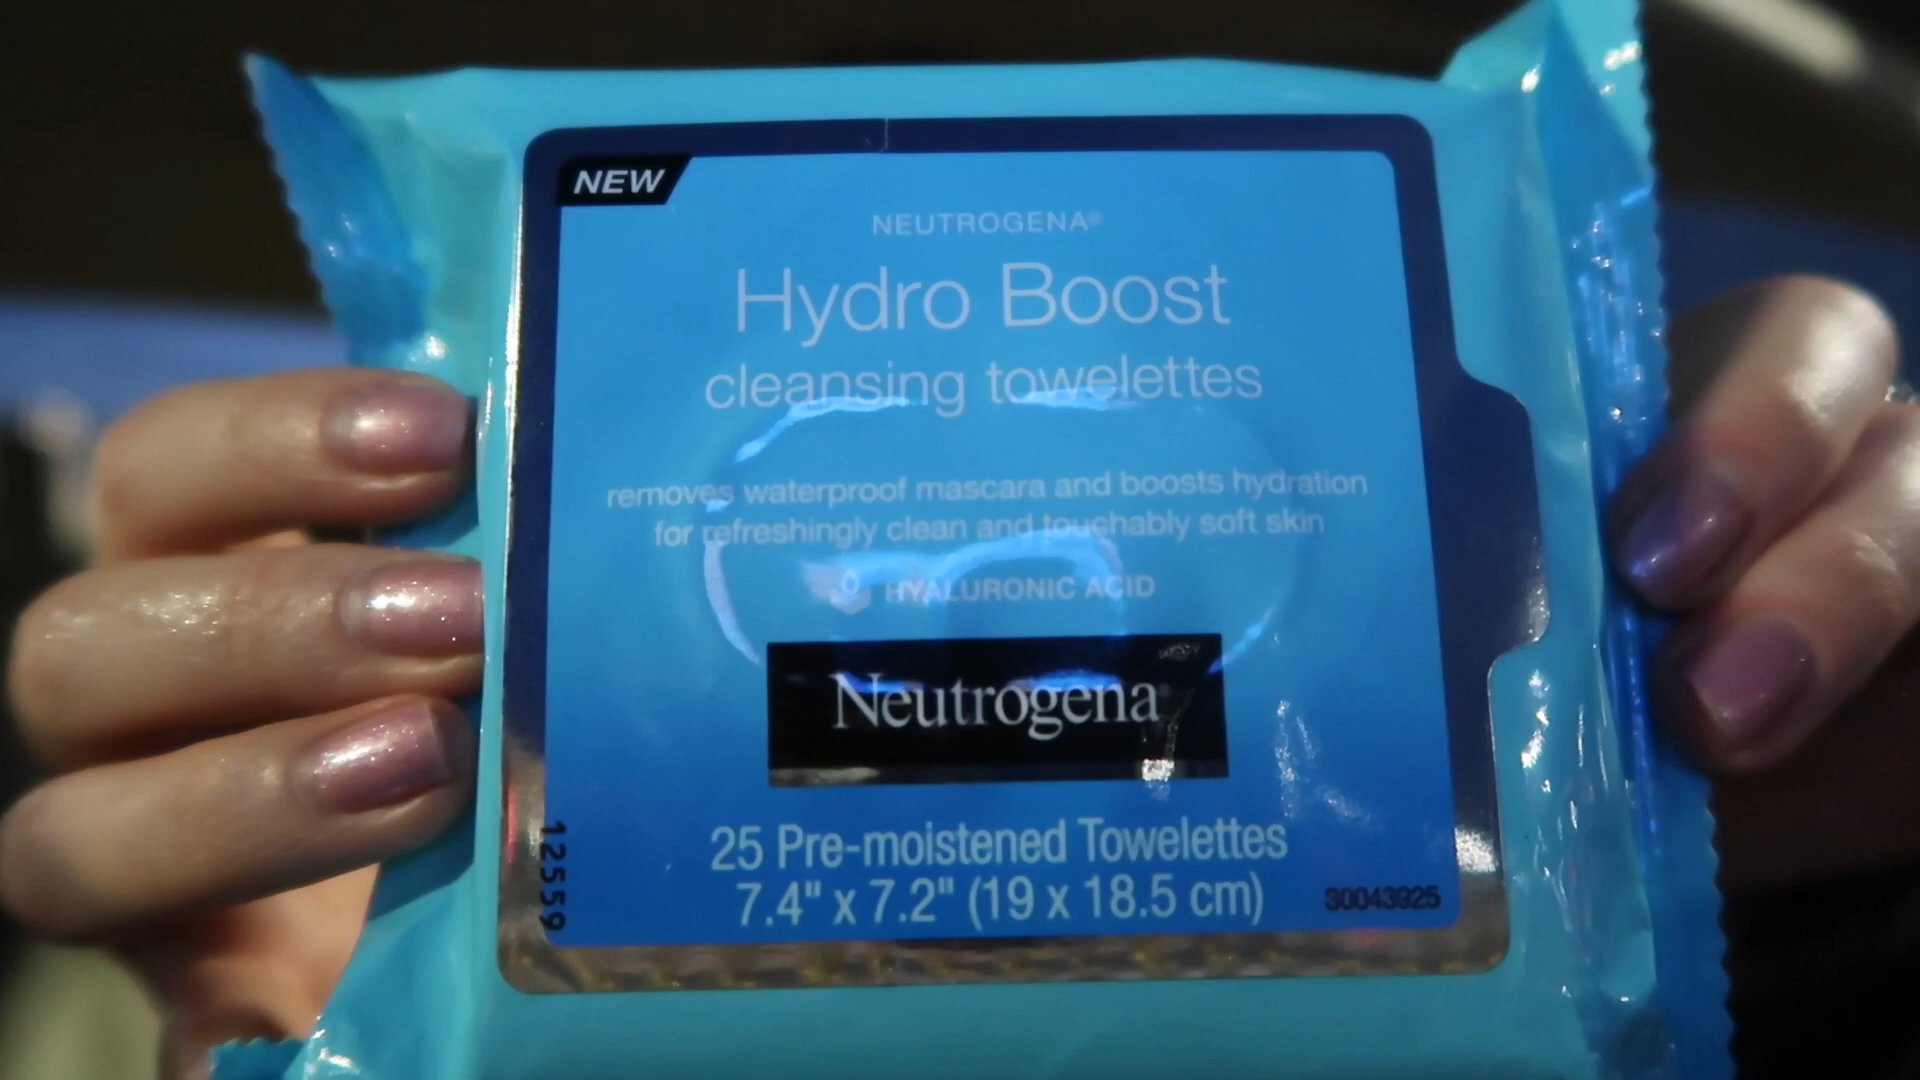 NEW
NEUTROGENA®
Hydro Boost
cleansing towelettes
removes waterproof mascara and boosts hydration
for refreshingly clean and touchably soft skin
HYALURONIC ACID
Neutrogena
25 Pre-moistened Towelettes
7.4" x 7.2" (19 x 18.5 cm)
30043925
12559